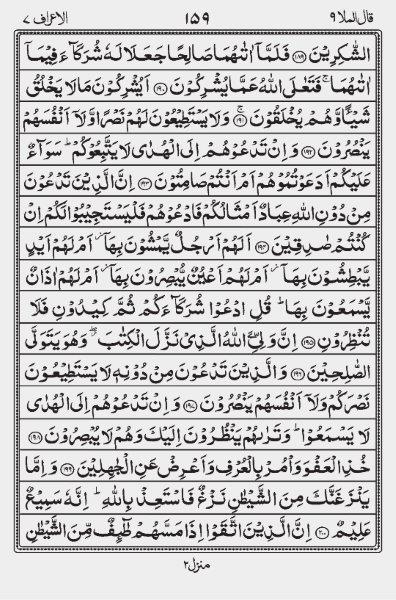 قال الملا ٩ ١٥٩ الاعراف ٧
الشّٰكِرِيْنَ ۝١٨٩ فَلَمَّاۤ اٰتٰىهُمَا صَالِحًا جَعَلَا لَهٗ شُرَكَآءَ فِيْمَاۤ
اٰتٰىهُمَا ۚ فَتَعٰلَى اللّٰهُ عَمَّا يُشْرِكُوْنَ ۝١٩٠ اَيُشْرِكُوْنَ مَا لَا يَخْلُقُ
شَيْـًٔا وَّهُمْ يُخْلَقُوْنَ ۝١٩١ وَلَا يَسْتَطِيْعُوْنَ لَهُمْ نَصْرًا وَّلَاۤ اَنْفُسَهُمْ
يَنْصُرُوْنَ ۝١٩٢ وَاِنْ تَدْعُوْهُمْ اِلَى الْهُدٰى لَا يَتَّبِعُوْكُمْ ؕ سَوَآءٌ
عَلَيْكُمْ اَدَعَوْتُمُوْهُمْ اَمْ اَنْتُمْ صَامِتُوْنَ ۝١٩٣ اِنَّ الَّذِيْنَ تَدْعُوْنَ
مِنْ دُوْنِ اللّٰهِ عِبَادٌ اَمْثَالُكُمْ فَادْعُوْهُمْ فَلْيَسْتَجِيْبُوْا لَكُمْ اِنْ
كُنْتُمْ صٰدِقِيْنَ ۝١٩٤ اَلَهُمْ اَرْجُلٌ يَّمْشُوْنَ بِهَاۤ ۫ اَمْ لَهُمْ اَيْدٍ
يَّبْطِشُوْنَ بِهَاۤ ۫ اَمْ لَهُمْ اَعْيُنٌ يُّبْصِرُوْنَ بِهَاۤ ۫ اَمْ لَهُمْ اٰذَانٌ
يَّسْمَعُوْنَ بِهَا ؕ قُلِ ادْعُوْا شُرَكَآءَكُمْ ثُمَّ كِيْدُوْنِ فَلَا
تُنْظِرُوْنِ ۝١٩٥ اِنَّ وَلِيِّۦَ اللّٰهُ الَّذِيْ نَزَّلَ الْكِتٰبَ ۖؗ وَهُوَ يَتَوَلَّى
الصّٰلِحِيْنَ ۝١٩٦ وَالَّذِيْنَ تَدْعُوْنَ مِنْ دُوْنِهٖ لَا يَسْتَطِيْعُوْنَ
نَصْرَكُمْ وَلَاۤ اَنْفُسَهُمْ يَنْصُرُوْنَ ۝١٩٧ وَاِنْ تَدْعُوْهُمْ اِلَى الْهُدٰى
لَا يَسْمَعُوْا ؕ وَتَرٰىهُمْ يَنْظُرُوْنَ اِلَيْكَ وَهُمْ لَا يُبْصِرُوْنَ ۝١٩٨
خُذِ الْعَفْوَ وَاْمُرْ بِالْعُرْفِ وَاَعْرِضْ عَنِ الْجٰهِلِيْنَ ۝١٩٩ وَاِمَّا
يَنْزَغَنَّكَ مِنَ الشَّيْطٰنِ نَزْغٌ فَاسْتَعِذْ بِاللّٰهِ ؕ اِنَّهٗ سَمِيْعٌ
عَلِيْمٌ ۝٢٠٠ اِنَّ الَّذِيْنَ اتَّقَوْا اِذَا مَسَّهُمْ طٰٓئِفٌ مِّنَ الشَّيْطٰنِ
منزل ٢